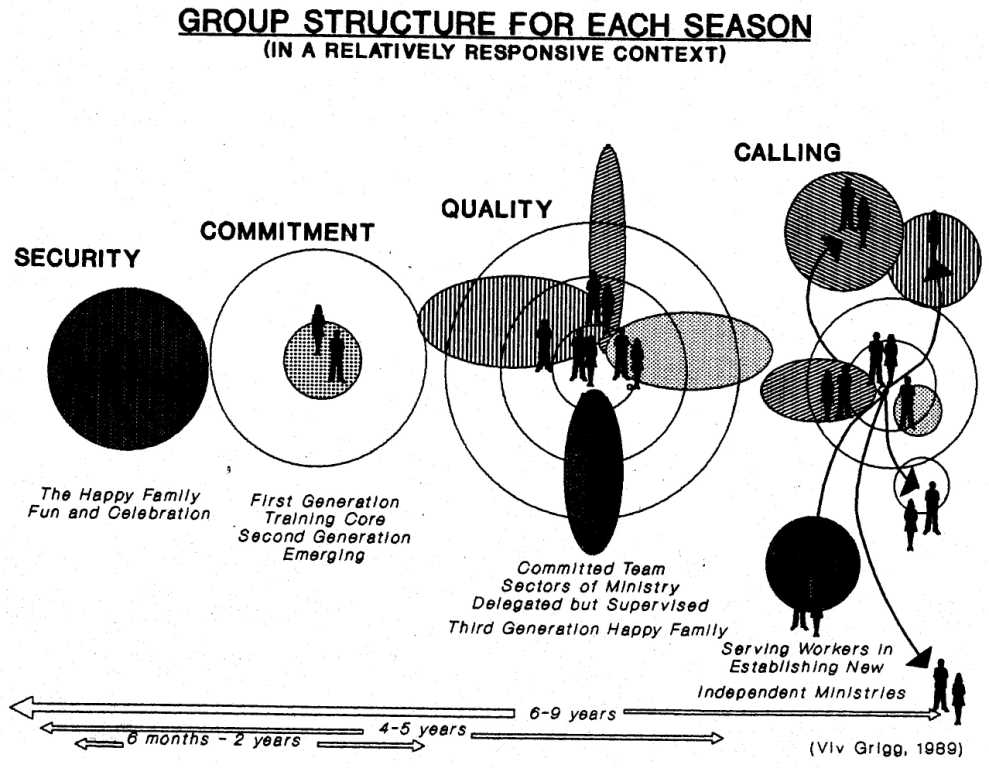 GROUP STRUCTURE FOR EACH SEASON
(IN A RELATIVELY RESPONSIVE CONTEXT)
SECURITY
COMMITMENT
QUALITY
CALLING
The Happy Family
Fun and Celebration
First Generation
Training Core
Second Generation
Emerging
Committed Team
Sectors of Ministry
Delegated but Supervised
Third Generation Happy Family
Serving Workers in
Establishing New
Independent Ministries
6-9 years
4-5 years
6 months - 2 years
(Viv Grigg, 1989)